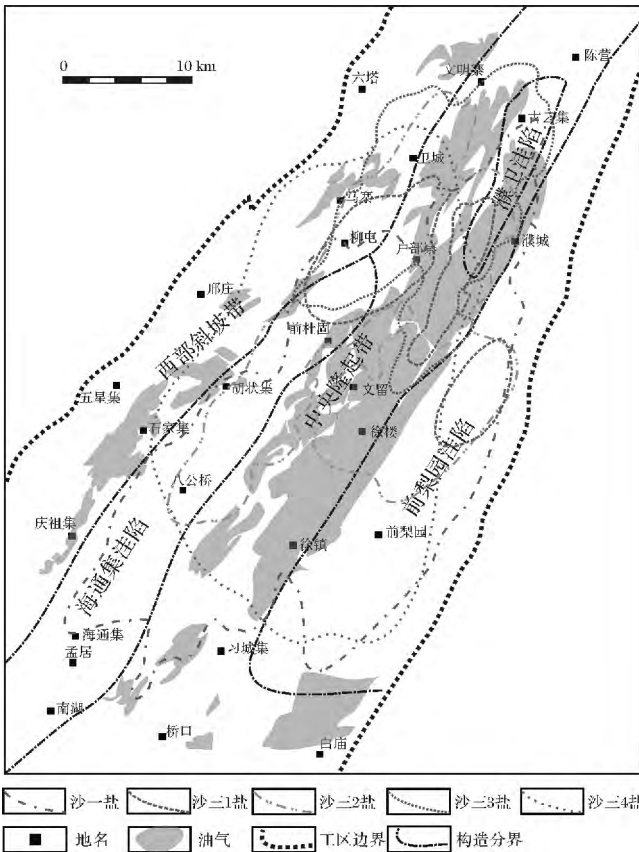 0 10 km
陈营
文明寨
六塔
古云集
卫城
濮卫洼陷
马寨
柳屯
户部寨
濮城
邢庄
西部斜坡带
前杜固
中央隆起带
五星集
胡状集
文留
石家集
徐楼
前梨园洼陷
八公桥
庆祖集
前梨园
徐镇
海通集洼陷
海通集
习城集
孟居
南湖
桥口
白庙
沙一盐 沙三1盐 沙三2盐 沙三3盐 沙三4盐
地名 油气 工区边界 构造分界